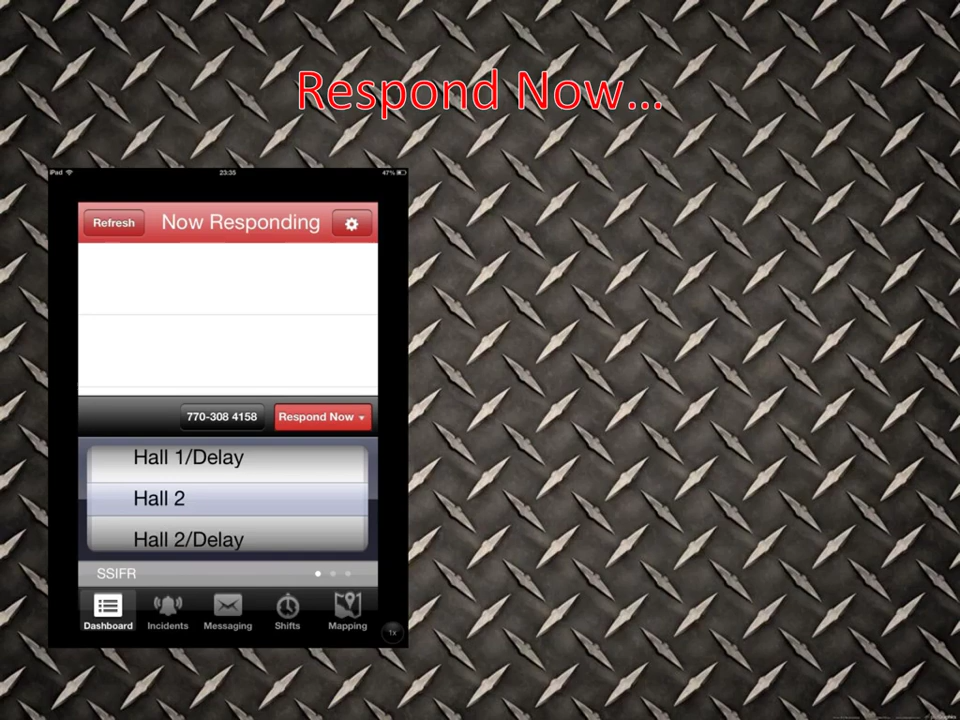 Respond Now...
iPad 23:35 47%
Refresh Now Responding
770-308 4158 Respond Now
Hall 1/Delay
Hall 2
Hall 2/Delay
SSIFR
Dashboard Incidents Messaging Shifts Mapping
1x